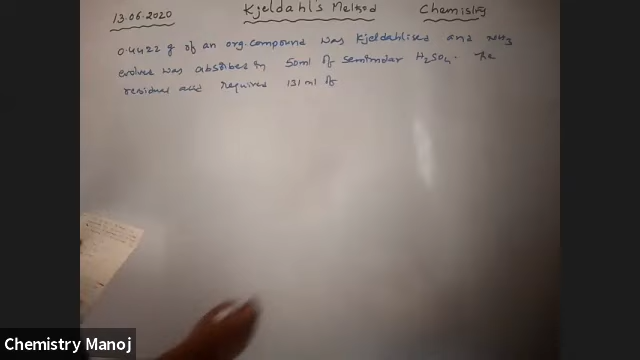 13.06.2020 Kjeldahl's Method Chemistry
0.4422 g of an org. compound was Kjeldahlised and NH3
evolved was absorbed in 50ml of semimolar H2SO4. The
residual acid requires 131 ml of
Chemistry Manoj